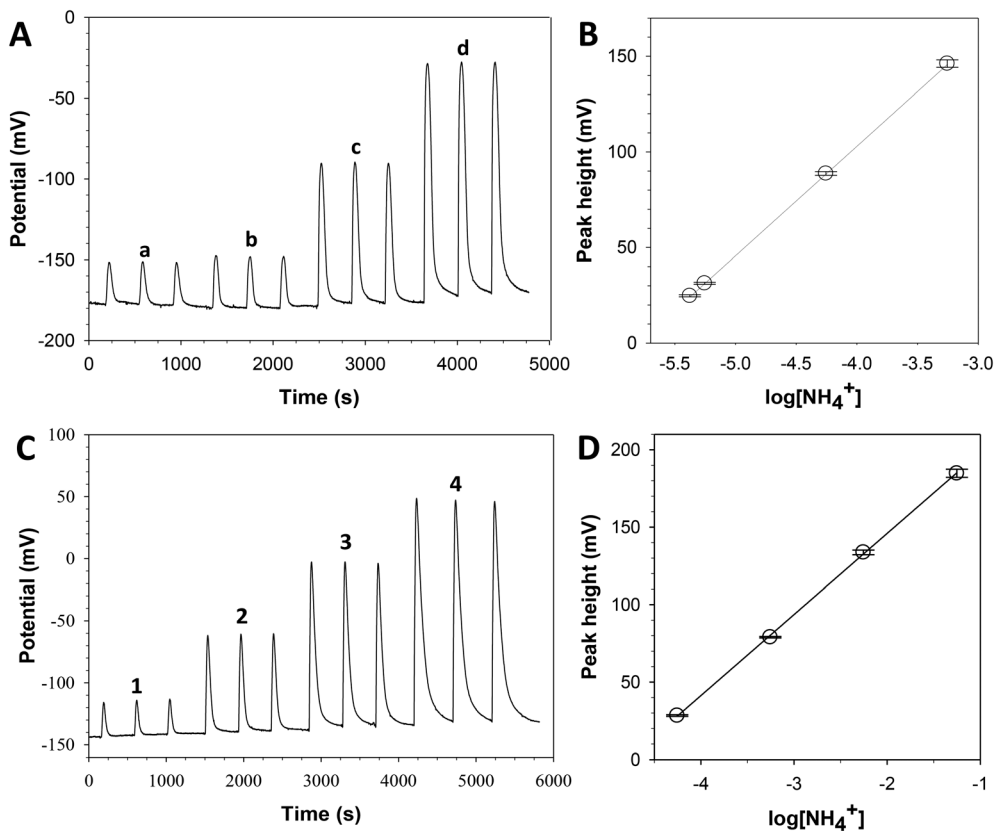 A
0
-50
-100
-150
-200
Potential (mV)
a
b
c
d
0 1000 2000 3000 4000 5000
Time (s)
B
150
100
50
0
Peak height (mV)
-5.5 -5.0 -4.5 -4.0 -3.5 -3.0
log[NH4+]
C
100
50
0
-50
-100
-150
Potential (mV)
1
2
3
4
0 1000 2000 3000 4000 5000 6000
Time (s)
D
200
150
100
50
0
Peak height (mV)
-4 -3 -2 -1
log[NH4+]